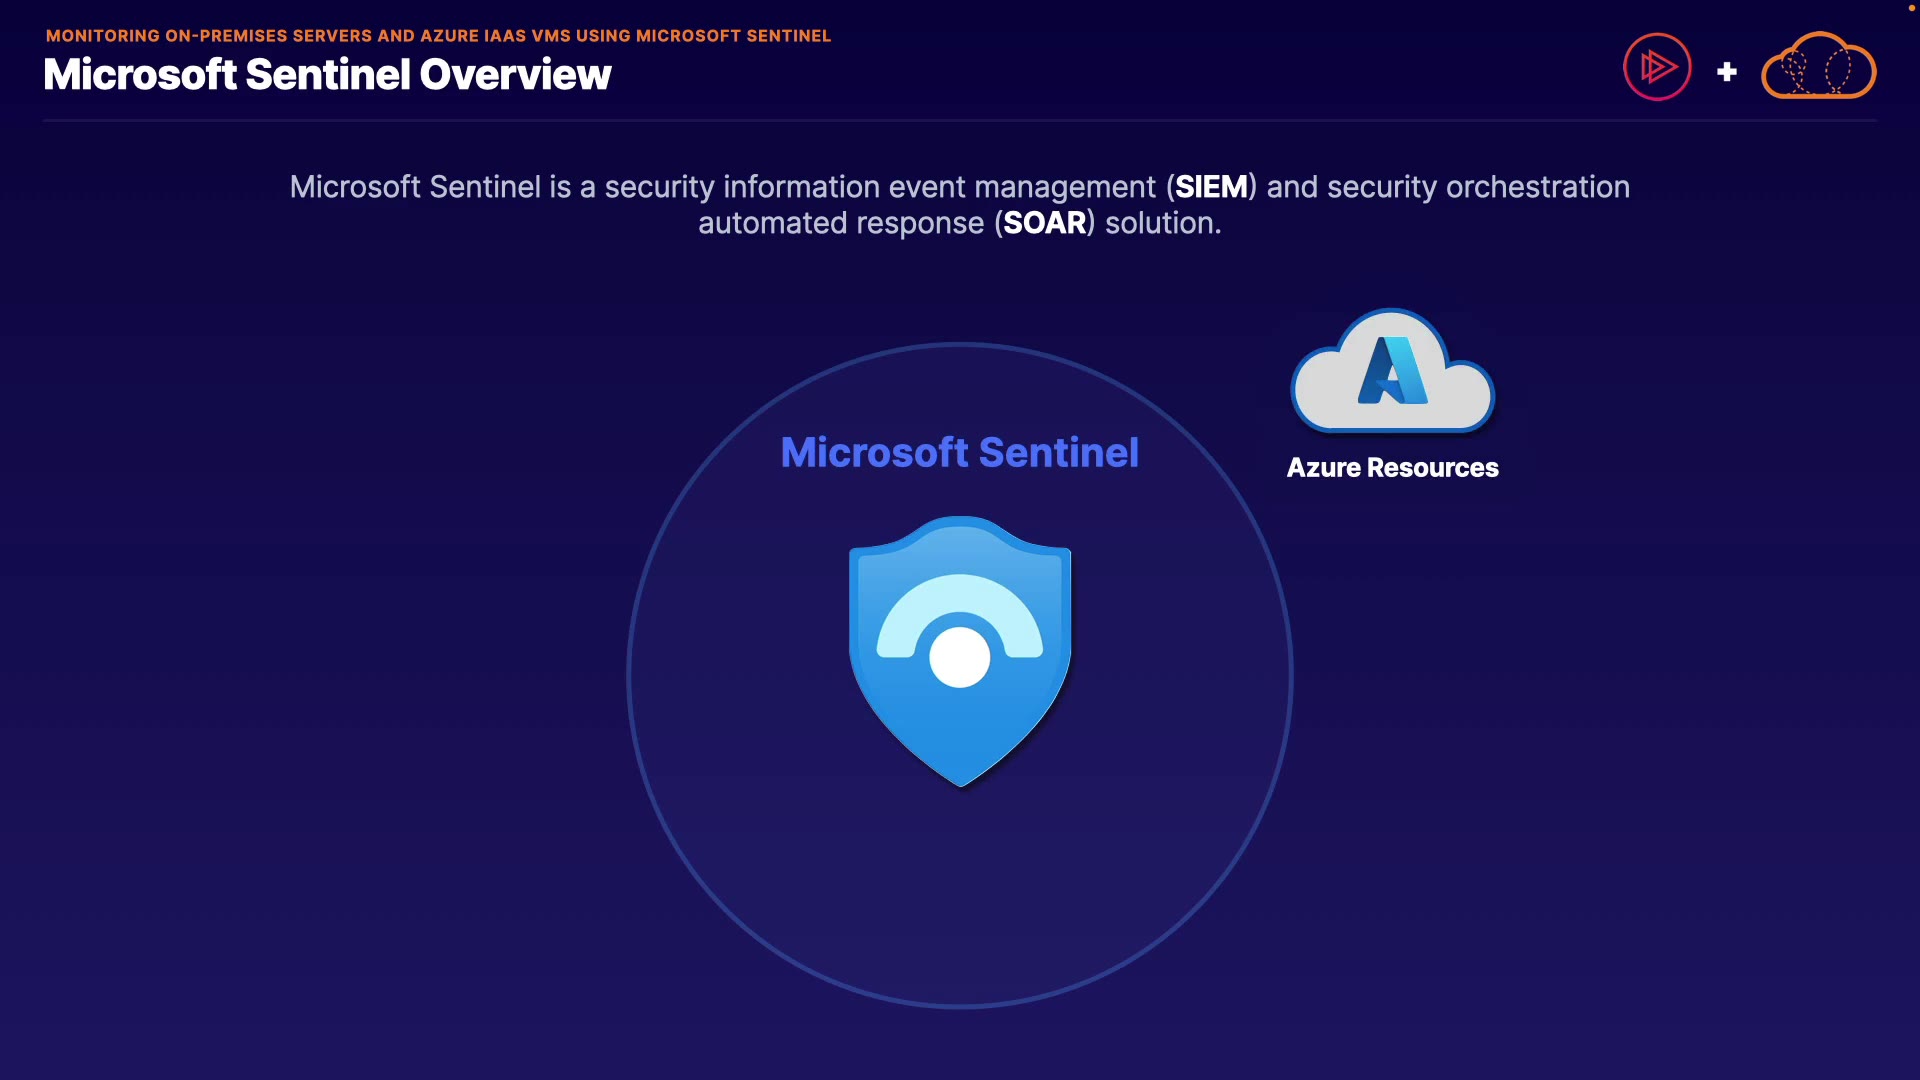 MONITORING ON-PREMISES SERVERS AND AZURE IAAS VMS USING MICROSOFT SENTINEL
Microsoft Sentinel Overview
Microsoft Sentinel is a security information event management (SIEM) and security orchestration
automated response (SOAR) solution.
Microsoft Sentinel
Azure Resources